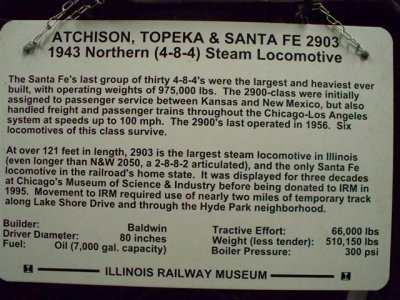 ATCHISON, TOPEKA & SANTA FE 2903
1943 Northern (4-8-4) Steam Locomotive
The Santa Fe's last group of thirty 4-8-4's were the largest and heaviest ever
built, with operating weights of 975,000 lbs. The 2900-class were initially
assigned to passenger service between Kansas and New Mexico, but also
handled freight and passenger trains throughout the Chicago-Los Angeles
system at speeds up to 100 mph. The 2900's last operated in 1956. Six
locomotives of this class survive.
At over 121 feet in length, 2903 is the largest steam locomotive in Illinois
(even longer than N&W 2050, a 2-8-8-2 articulated), and the only Santa Fe
locomotive in the railroad's home state. It was displayed for three decades
at Chicago's Museum of Science & Industry before being donated to IRM in
1995. Movement to IRM required use of nearly two miles of temporary track
along Lake Shore Drive and through the Hyde Park neighborhood.
Builder: Baldwin Tractive Effort: 66,000 lbs
Driver Diameter: 80 inches Weight (less tender): 510,150 lbs
Fuel: Oil (7,000 gal. capacity) Boiler Pressure: 300 psi
ILLINOIS RAILWAY MUSEUM